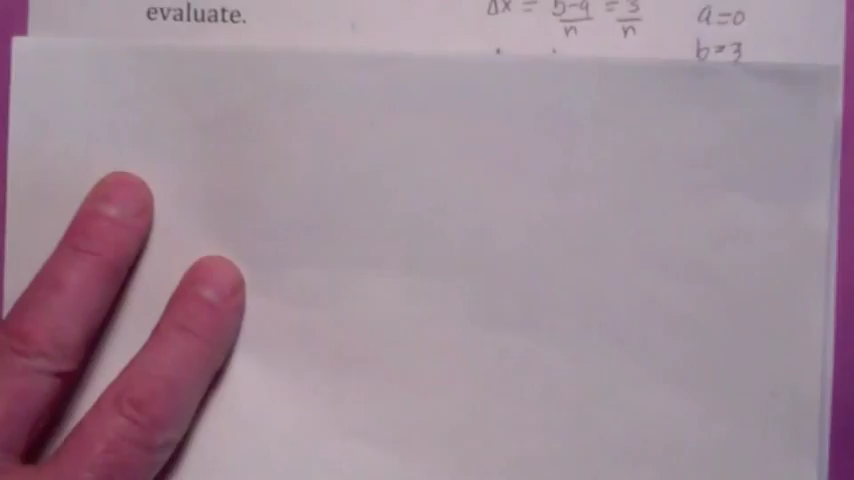 evaluate.
Δx = b-a/n = 3/n
a=0
b=3